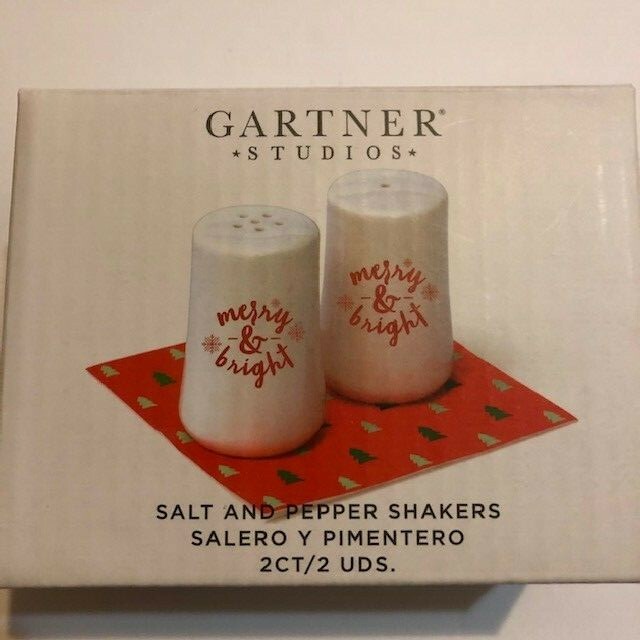 GARTNER®
★STUDIOS★
merry
&
bright
merry
&
bright
SALT AND PEPPER SHAKERS
SALERO Y PIMENTERO
2CT/2 UDS.